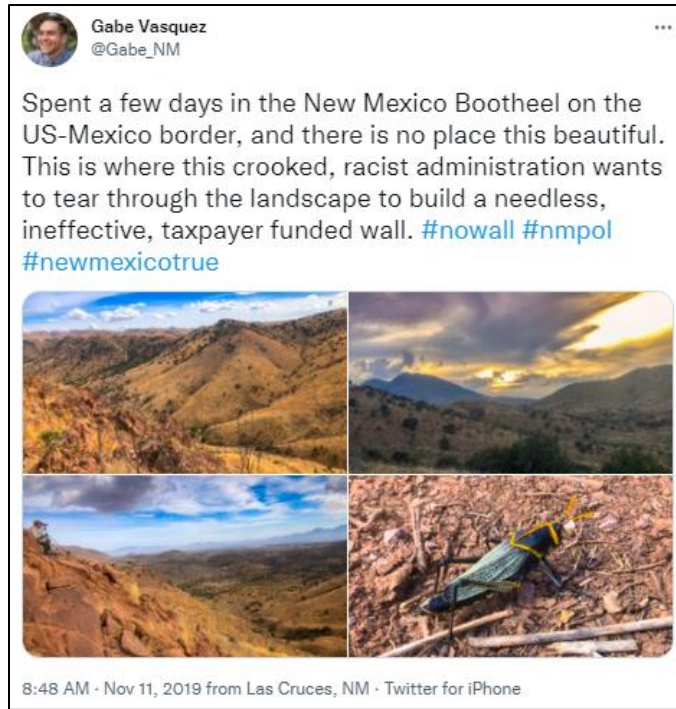 Gabe Vasquez
@Gabe_NM
Spent a few days in the New Mexico Bootheel on the
US-Mexico border, and there is no place this beautiful.
This is where this crooked, racist administration wants
to tear through the landscape to build a needless,
ineffective, taxpayer funded wall. #nowall #nmpol
#newmexicotrue
8:48 AM · Nov 11, 2019 from Las Cruces, NM · Twitter for iPhone